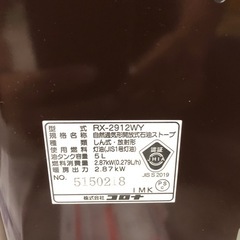 型式 RX-2912WY
規格・名称 自然通気形開放式石油ストーブ
種類 しん式・放射形
使用燃料 灯油(JIS1号灯油)
燃料消費量 2.87kW(0.279L/h)
油タンク容量 5L
暖房出力 2.87kW
認証
JHIA
JIS S 2019
NO. 5150218
IMK
株式会社コロナ